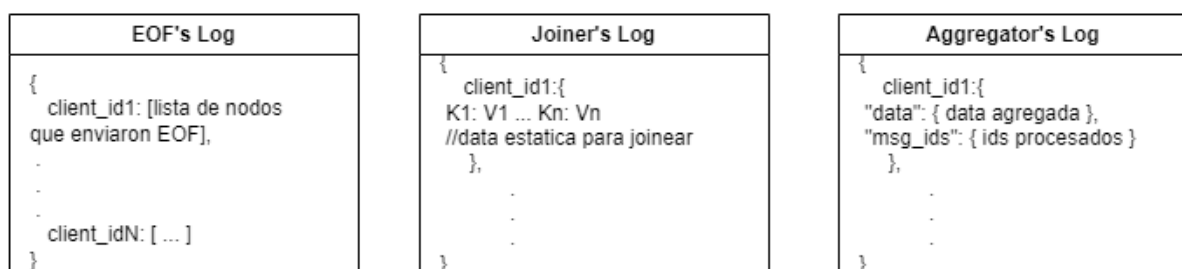 EOF's Log
{
client_id1: [lista de nodos
que enviaron EOF],
.
.
.
client_idN: [ ... ]
}
Joiner's Log
{
client_id1:{
K1: V1 ... Kn: Vn
//data estatica para joinear
},
.
.
.
}
Aggregator's Log
{
client_id1:{
"data": { data agregada },
"msg_ids": { ids procesados }
},
.
.
.
}